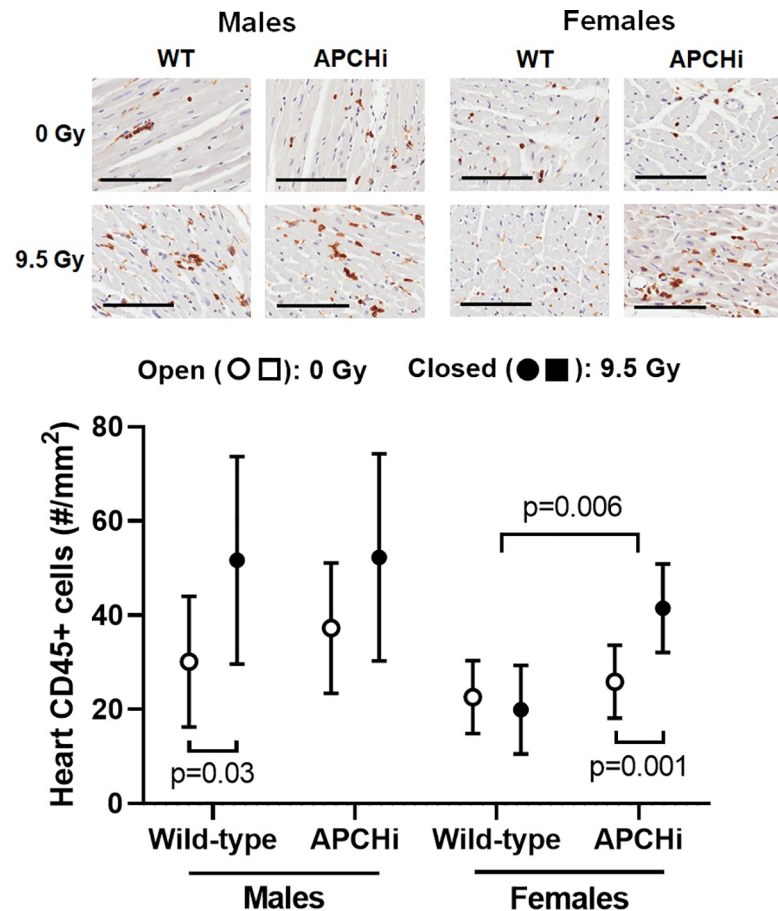 Males Females
WT APCHi WT APCHi
0 Gy
9.5 Gy
Open (○□): 0 Gy Closed (●■): 9.5 Gy
Heart CD45+ cells (#/mm²)
80
60
40
20
0
p=0.006
p=0.03
p=0.001
Wild-type APCHi Wild-type APCHi
Males Females